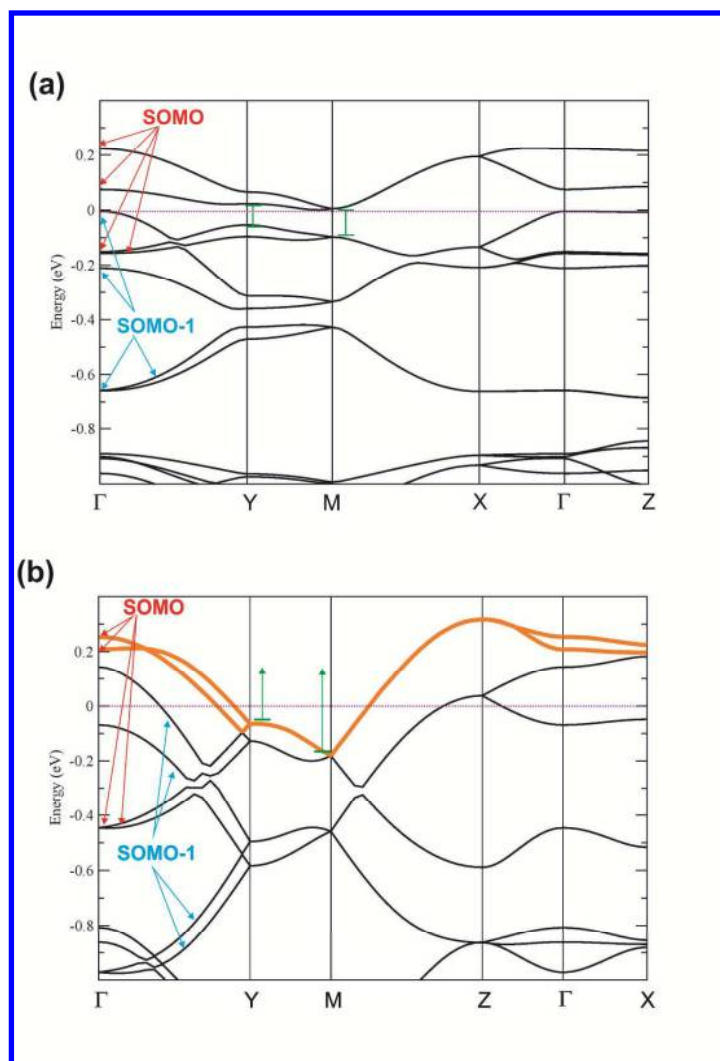 (a)
SOMO
0.2
0
-0.2
-0.4
-0.6
-0.8
Energy (eV)
SOMO-1
Γ Y M X Γ Z
(b)
SOMO
0.2
0
-0.2
-0.4
-0.6
-0.8
Energy (eV)
SOMO-1
Γ Y M Z Γ X